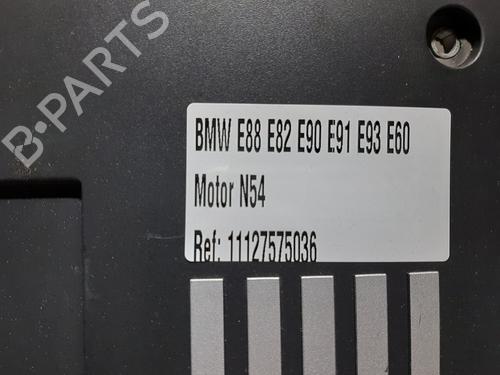 B-PARTS
BMW E88 E82 E90 E91 E93 E60
Motor N54
Ref: 11127575036